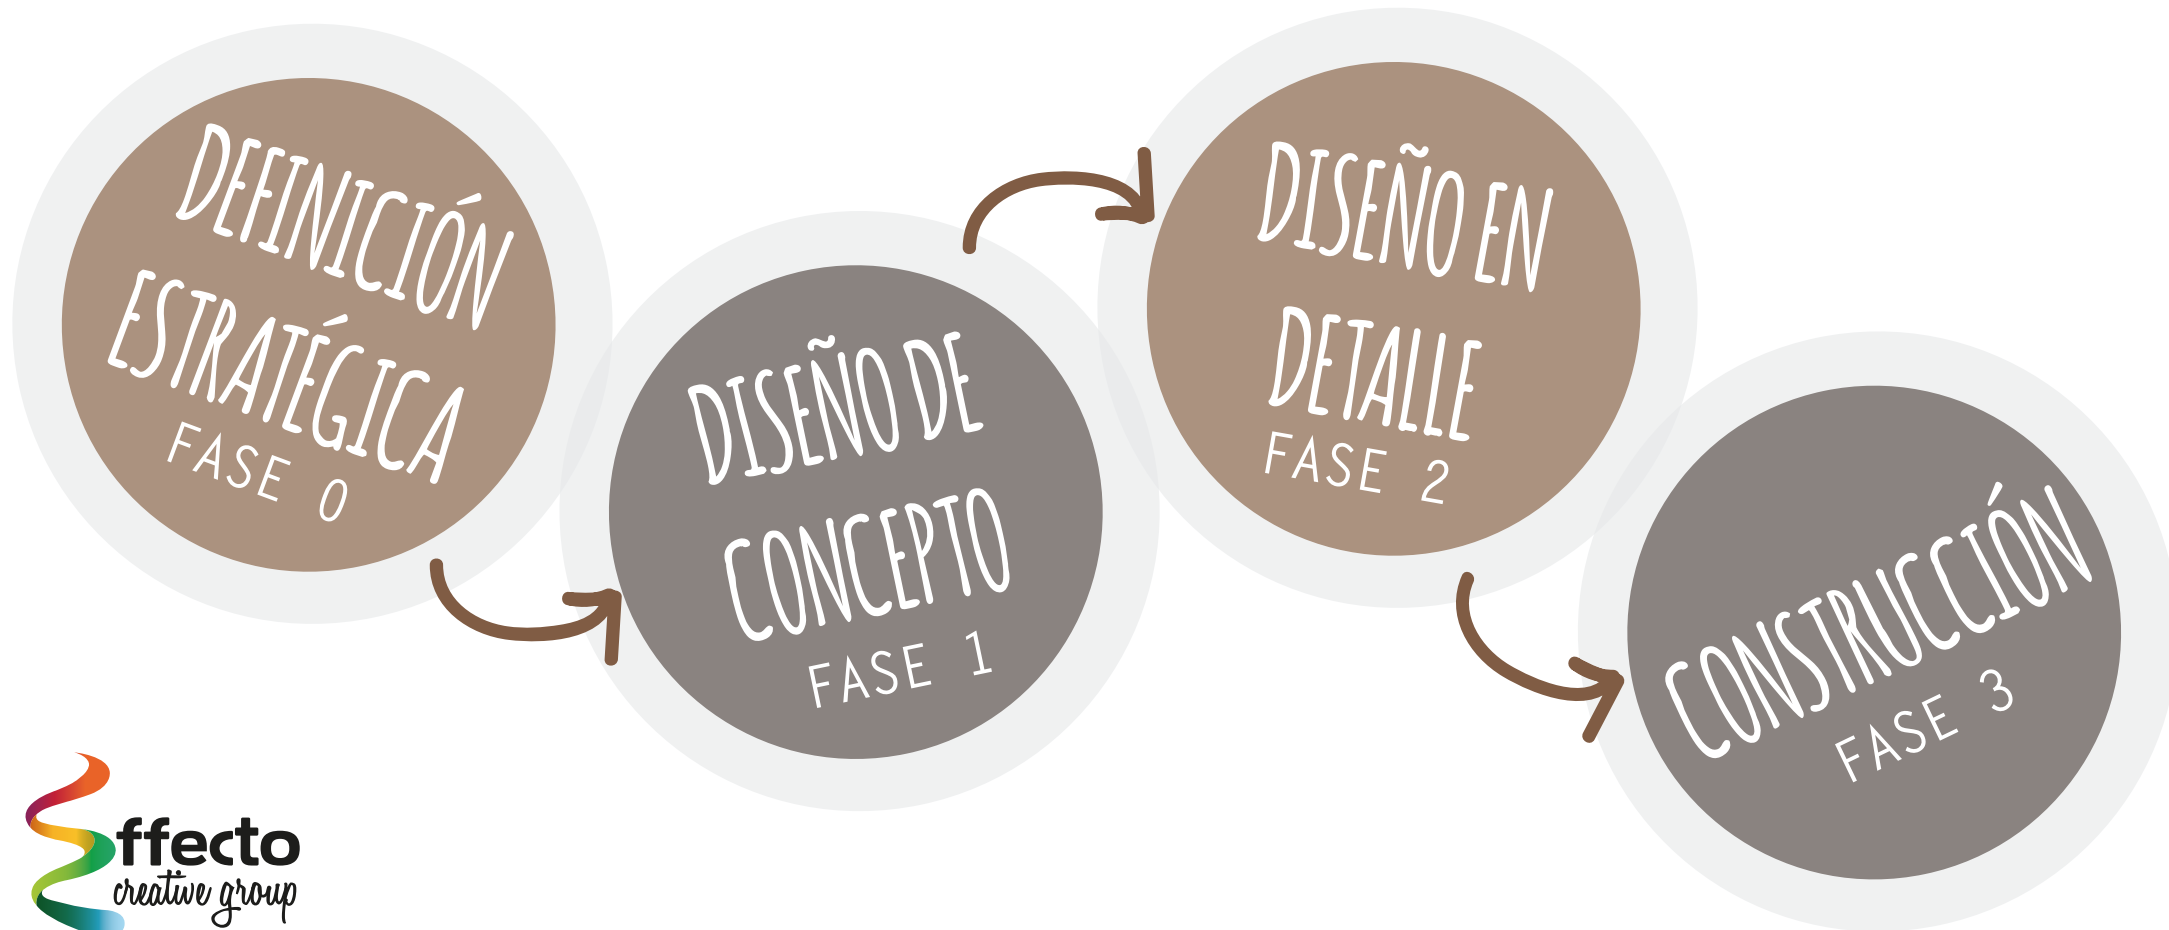 DEFINICIÓN
ESTRATÉGICA
FASE 0
DISEÑO DE
CONCEPTO
FASE 1
DISEÑO EN
DETALLE
FASE 2
CONSTRUCCIÓN
FASE 3
Effecto
creative group